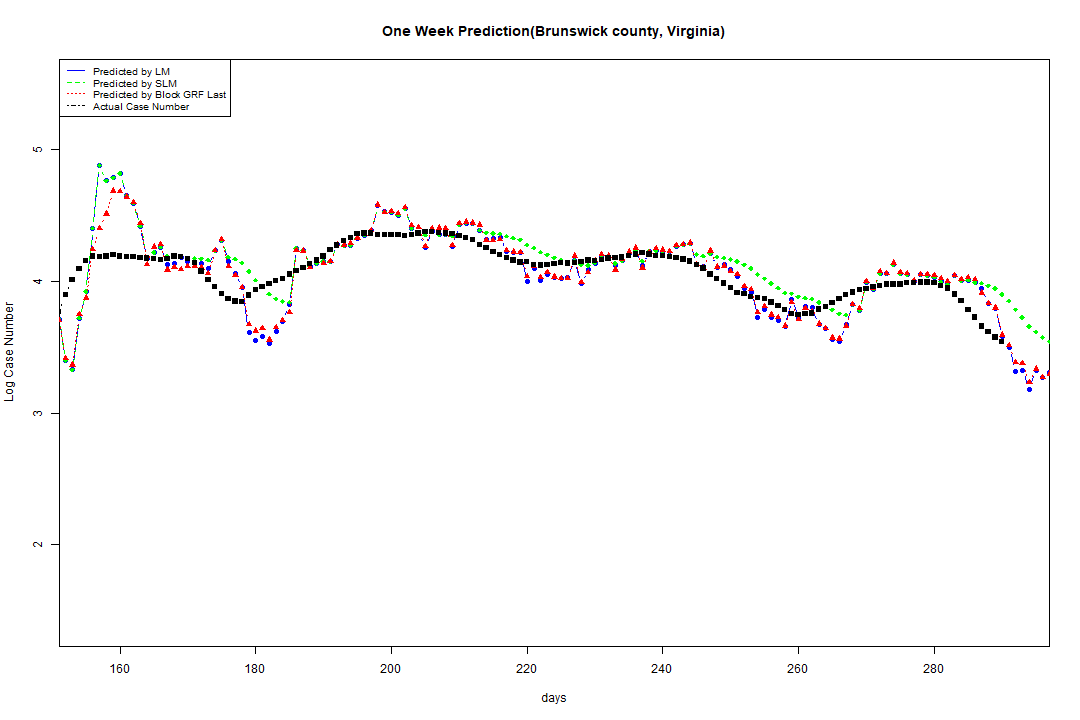 One Week Prediction(Brunswick county, Virginia)
Predicted by LM
Predicted by SLM
Predicted by Block GRF Last
Actual Case Number
5
4
3
2
Log Case Number
160 180 200 220 240 260 280
days